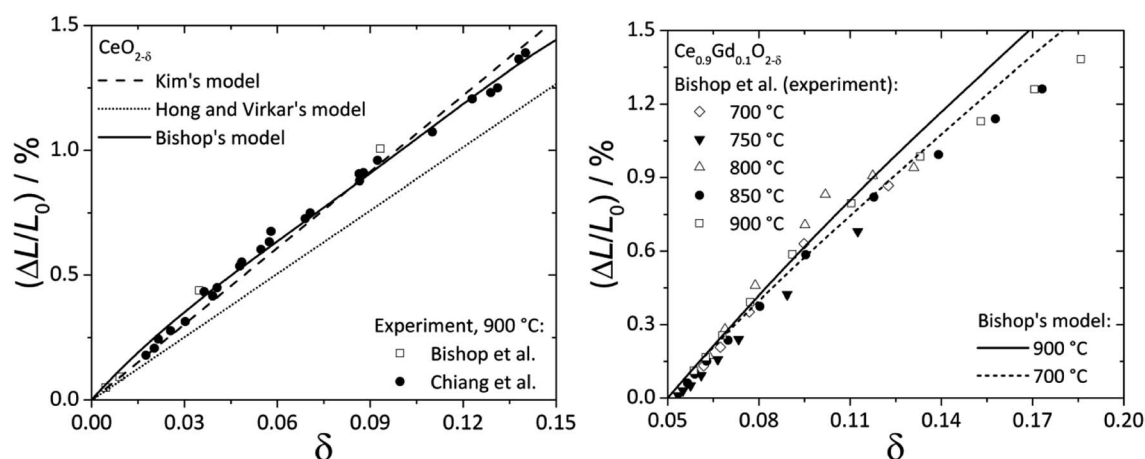 1.5
1.0
0.5
0.0
(ΔL/L₀) / %
CeO₂₋δ
Kim's model
Hong and Virkar's model
Bishop's model
Experiment, 900 °C:
Bishop et al.
Chiang et al.
0.00 0.03 0.06 0.09 0.12 0.15
δ
1.5
1.2
0.9
0.6
0.3
0.0
(ΔL/L₀) / %
Ce₀.₉Gd₀.₁O₂₋δ
Bishop et al. (experiment):
700 °C
750 °C
800 °C
850 °C
900 °C
Bishop's model:
900 °C
700 °C
0.05 0.08 0.11 0.14 0.17 0.20
δ